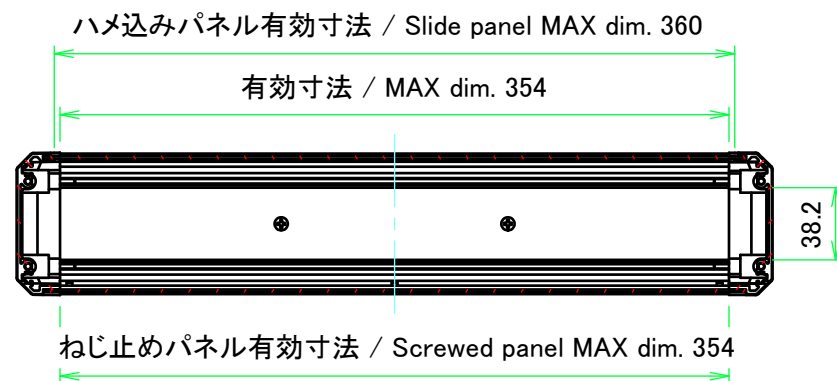 ハメ込みパネル有効寸法 / Slide panel MAX dim. 360
有効寸法 / MAX dim. 354
38.2
ねじ止めパネル有効寸法 / Screwed panel MAX dim. 354